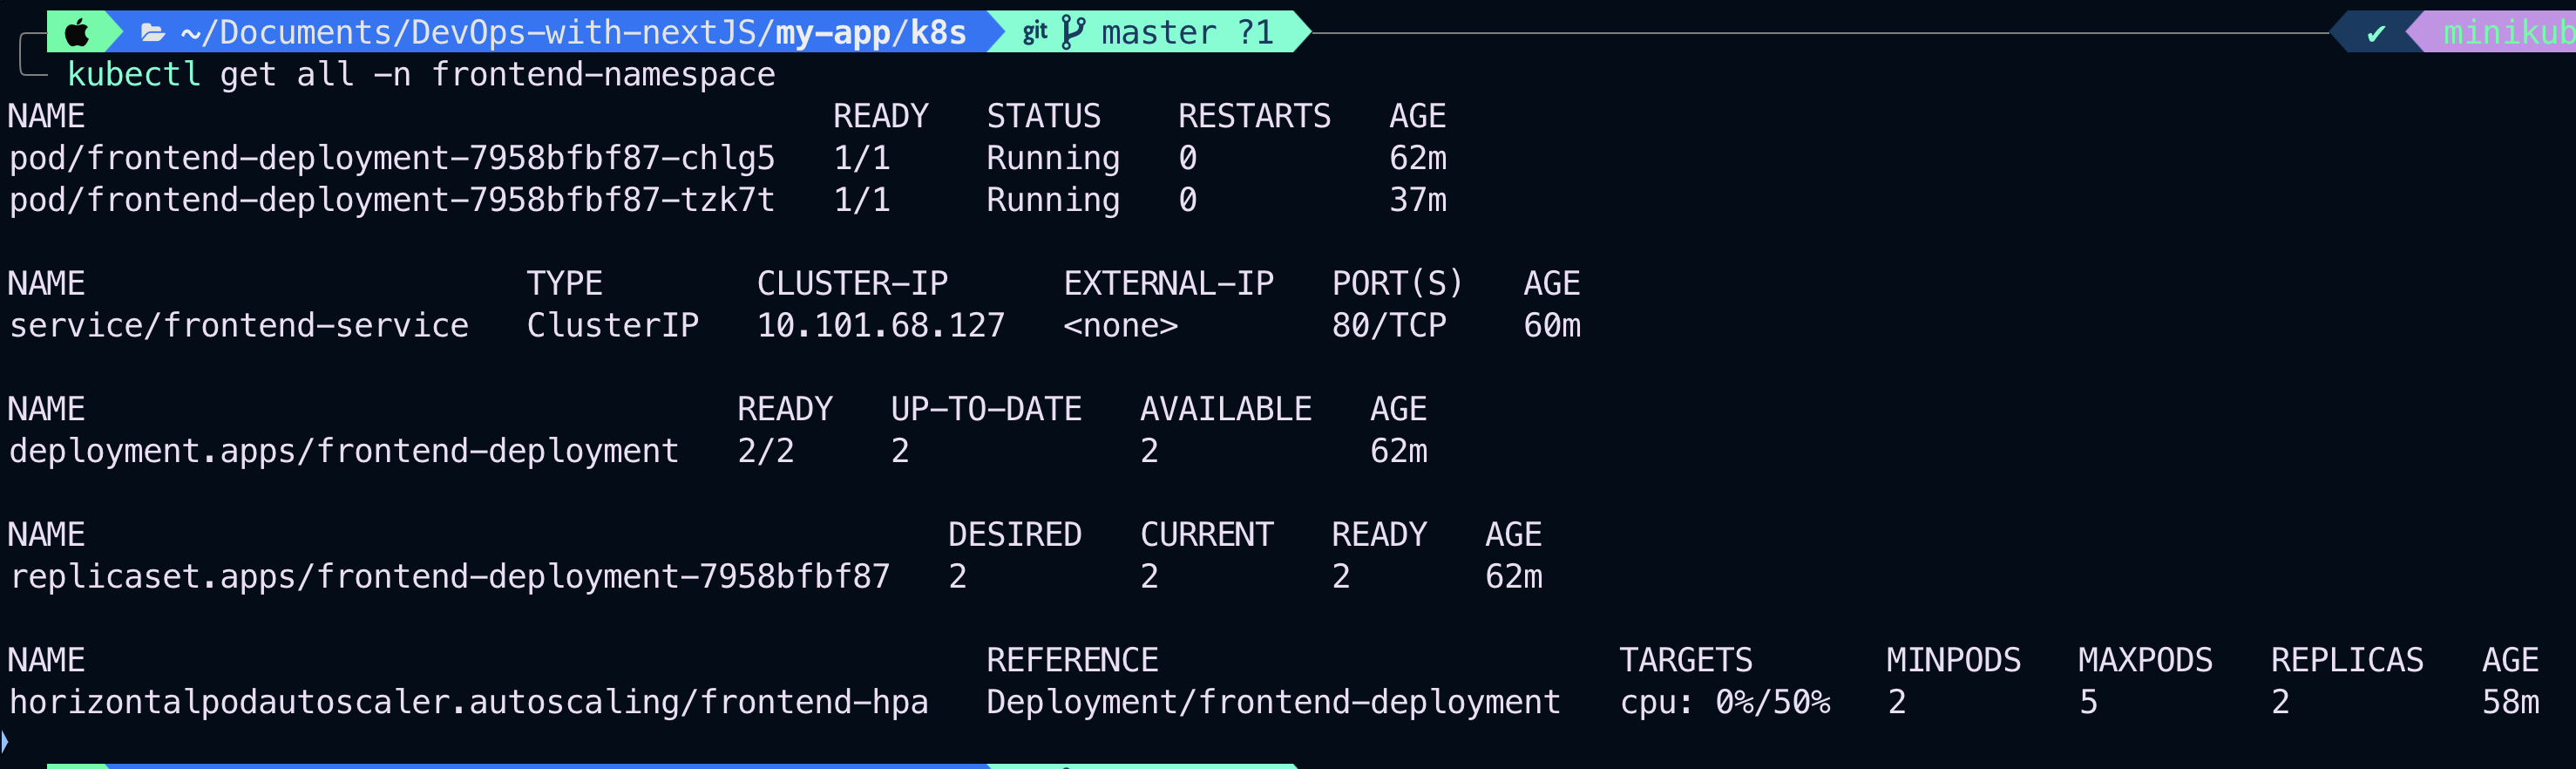 ~/Documents/DevOps-with-nextJS/my-app/k8s git master ?1 ✔ minikub
kubectl get all -n frontend-namespace
NAME READY STATUS RESTARTS AGE
pod/frontend-deployment-7958bfbf87-chlg5 1/1 Running 0 62m
pod/frontend-deployment-7958bfbf87-tzk7t 1/1 Running 0 37m
NAME TYPE CLUSTER-IP EXTERNAL-IP PORT(S) AGE
service/frontend-service ClusterIP 10.101.68.127 <none> 80/TCP 60m
NAME READY UP-TO-DATE AVAILABLE AGE
deployment.apps/frontend-deployment 2/2 2 2 62m
NAME DESIRED CURRENT READY AGE
replicaset.apps/frontend-deployment-7958bfbf87 2 2 2 62m
NAME REFERENCE TARGETS MINPODS MAXPODS REPLICAS AGE
horizontalpodautoscaler.autoscaling/frontend-hpa Deployment/frontend-deployment cpu: 0%/50% 2 5 2 58m